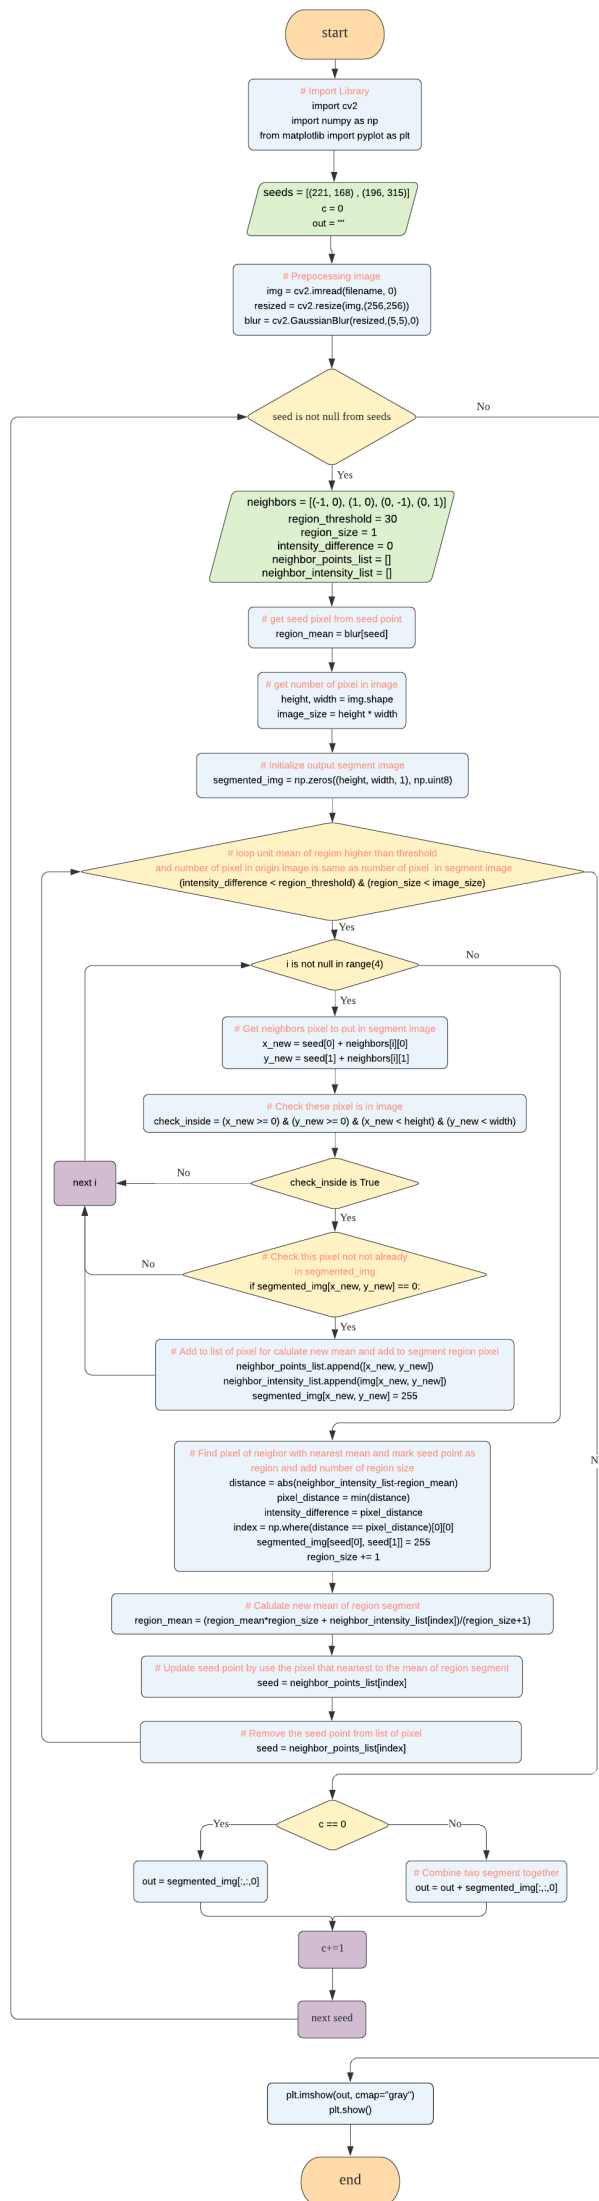 start
# Import Library
import cv2
import numpy as np
from matplotlib import pyplot as plt
seeds = [(221, 168) , (196, 315)]
c = 0
out = ""
# Prepocessing image
img = cv2.imread(filename, 0)
resized = cv2.resize(img,(256,256))
blur = cv2.GaussianBlur(resized,(5,5),0)
seed is not null from seeds
No
Yes
neighbors = [(-1, 0), (1, 0), (0, -1), (0, 1)]
region_threshold = 30
region_size = 1
intensity_difference = 0
neighbor_points_list = []
neighbor_intensity_list = []
# get seed pixel from seed point
region_mean = blur[seed]
# get number of pixel in image
height, width = img.shape
image_size = height * width
# Initialize output segment image
segmented_img = np.zeros((height, width, 1), np.uint8)
# loop unit mean of region higher than threshold
and number of pixel in origin image is same as number of pixel in segment image
(intensity_difference < region_threshold) & (region_size < image_size)
Yes
i is not null in range(4)
No
Yes
# Get neighbors pixel to put in segment image
x_new = seed[0] + neighbors[i][0]
y_new = seed[1] + neighbors[i][1]
# Check these pixel is in image
check_inside = (x_new >= 0) & (y_new >= 0) & (x_new < height) & (y_new < width)
next i
No
check_inside is True
Yes
# Check this pixel not not already
in segmented_img
if segmented_img[x_new, y_new] == 0:
No
Yes
# Add to list of pixel for calulate new mean and add to segment region pixel
neighbor_points_list.append([x_new, y_new])
neighbor_intensity_list.append(img[x_new, y_new])
segmented_img[x_new, y_new] = 255
# Find pixel of neigbor with nearest mean and mark seed point as
region and add number of region size
distance = abs(neighbor_intensity_list-region_mean)
pixel_distance = min(distance)
intensity_difference = pixel_distance
index = np.where(distance == pixel_distance)[0][0]
segmented_img[seed[0], seed[1]] = 255
region_size += 1
N
# Calulate new mean of region segment
region_mean = (region_mean*region_size + neighbor_intensity_list[index])/(region_size+1)
# Update seed point by use the pixel that neartest to the mean of region segment
seed = neighbor_points_list[index]
# Remove the seed point from list of pixel
seed = neighbor_points_list[index]
c == 0
Yes
No
out = segmented_img[:,:,0]
# Combine two segment together
out = out + segmented_img[:,:,0]
c+=1
next seed
plt.imshow(out, cmap="gray")
plt.show()
end